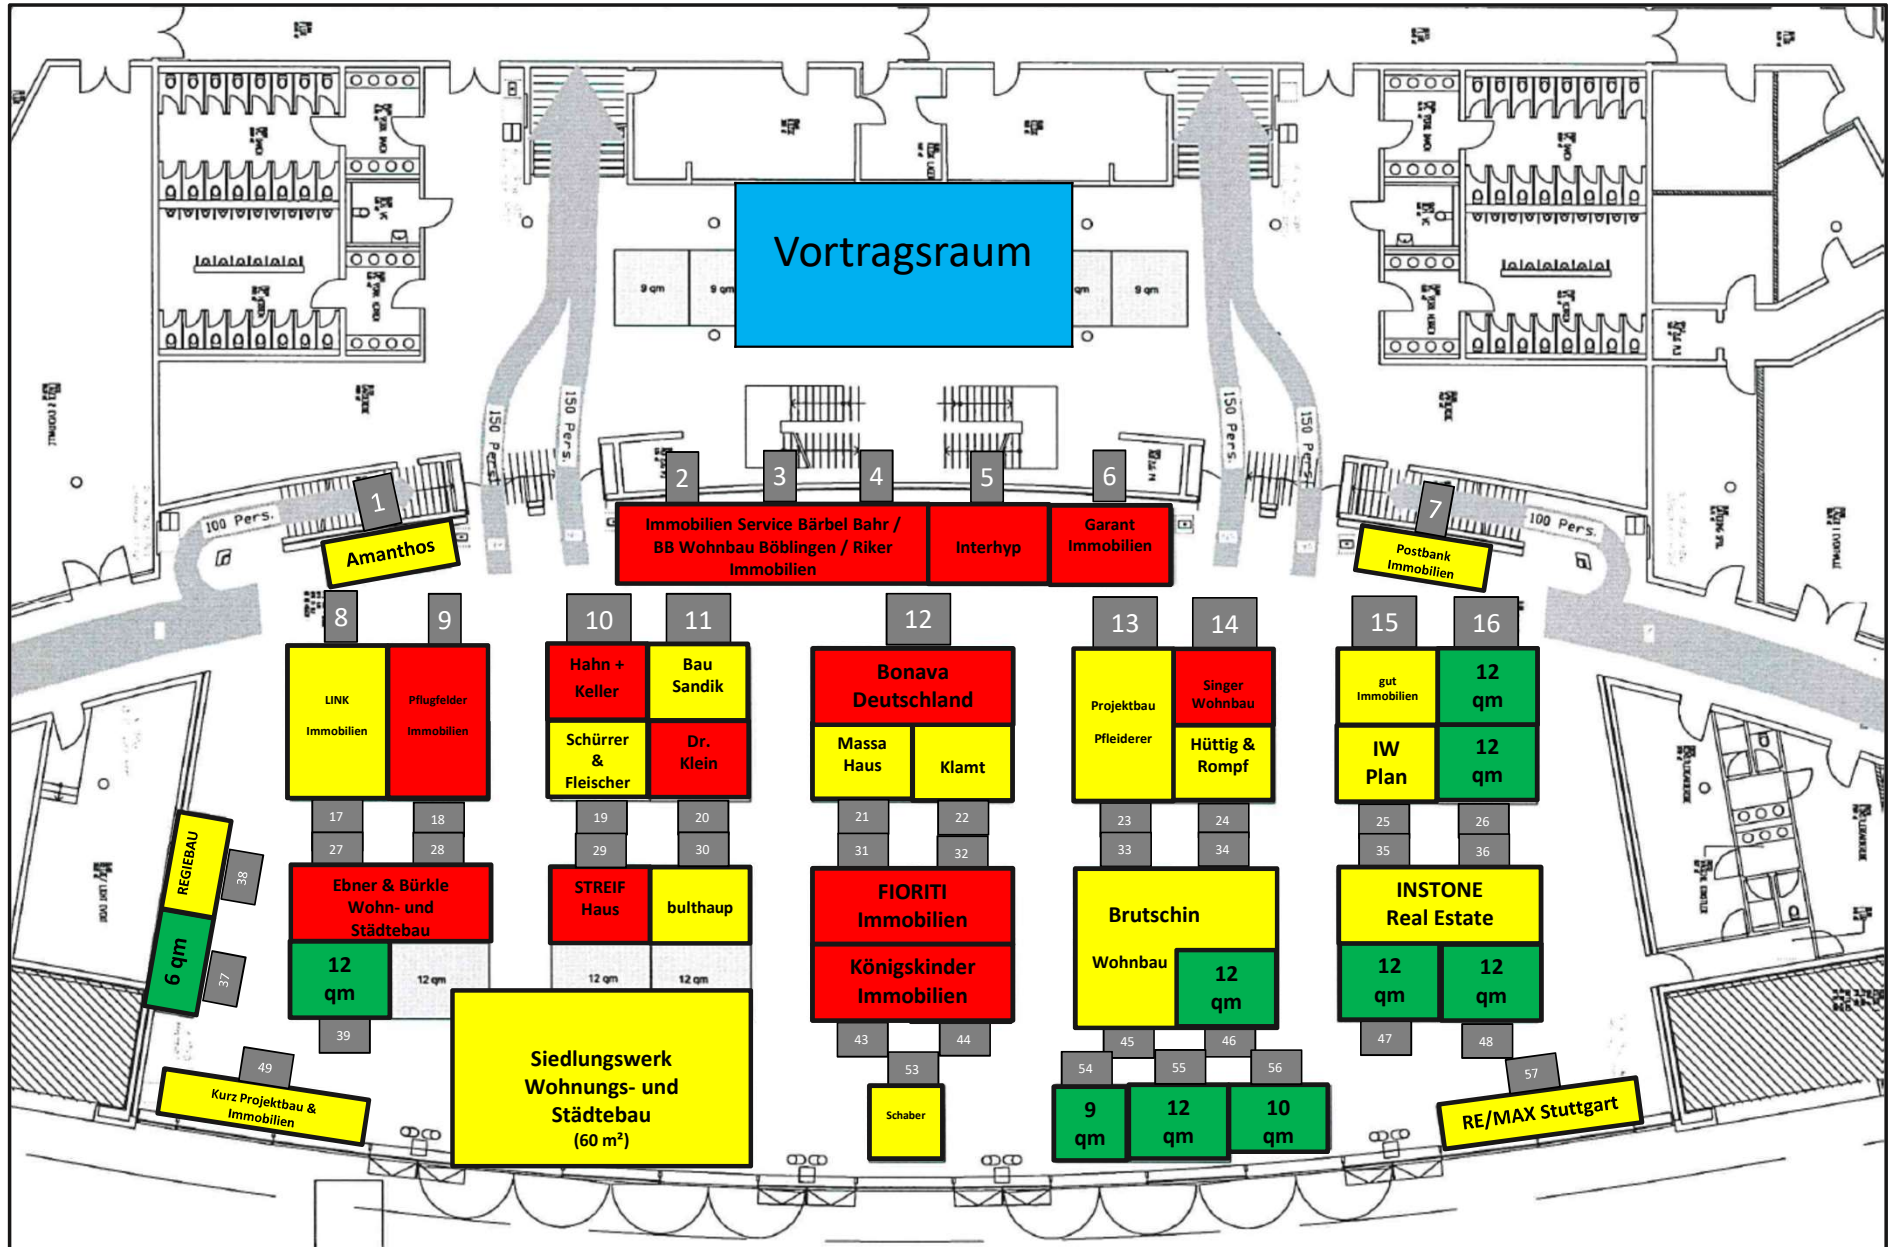 Vortragsraum
9 qm
9 qm
qm
9 qm
150 Pers.
150 Pers.
150 Pers.
150 Pers.
100 Pers.
100 Pers.
1
2
3
4
5
6
7
Amanthos
Immobilien Service Bärbel Bahr /
BB Wohnbau Böblingen / Riker
Immobilien
Interhyp
Garant
Immobilien
Postbank
Immobilien
8
9
10
11
12
13
14
15
16
LINK
Immobilien
Pflugfelder
Immobilien
Hahn +
Keller
Bau
Sandik
Schürrer
&
Fleischer
Dr.
Klein
Bonava
Deutschland
Massa
Haus
Klamt
Projektbau
Pfleiderer
Singer
Wohnbau
Hüttig &
Rompf
gut
Immobilien
12
qm
IW
Plan
12
qm
17
18
19
20
21
22
23
24
25
26
27
28
29
30
31
32
33
34
35
36
REGIEBAU
38
6 qm
37
Ebner & Bürkle
Wohn- und
Städtebau
12
qm
12 qm
39
STREIF
Haus
bulthaup
12 qm
12 qm
FIORITI
Immobilien
Königskinder
Immobilien
Brutschin
Wohnbau
12
qm
INSTONE
Real Estate
12
qm
12
qm
43
44
45
46
47
48
49
Kurz Projektbau &
Immobilien
Siedlungswerk
Wohnungs- und
Städtebau
(60 m²)
53
Schaber
54
55
56
9
qm
12
qm
10
qm
57
RE/MAX Stuttgart